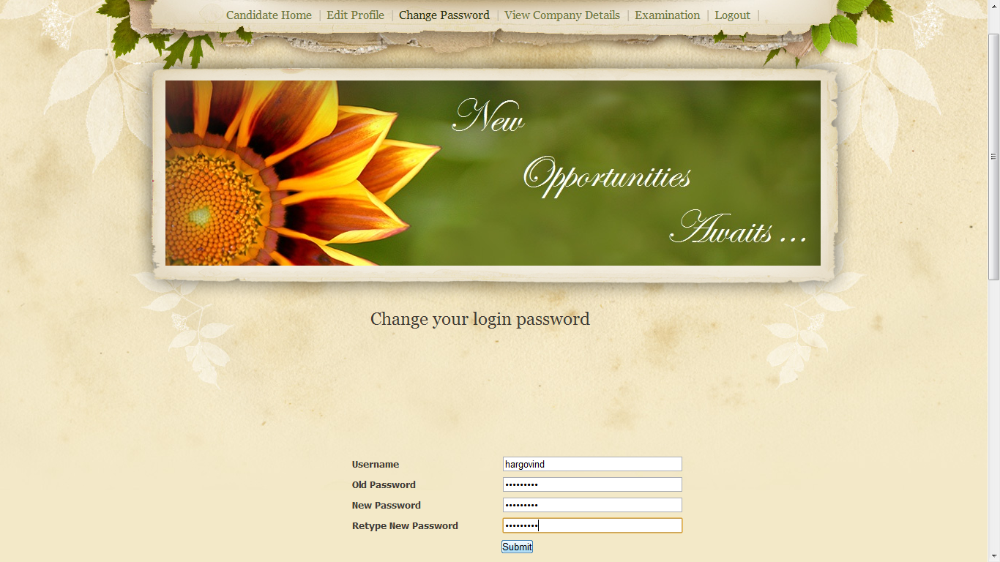 Candidate Home | Edit Profile | Change Password | View Company Details | Examination | Logout |
New
Opportunities
Awaits ...
Change your login password
Username hargovind
Old Password •••••••••
New Password •••••••••
Retype New Password •••••••••
Submit